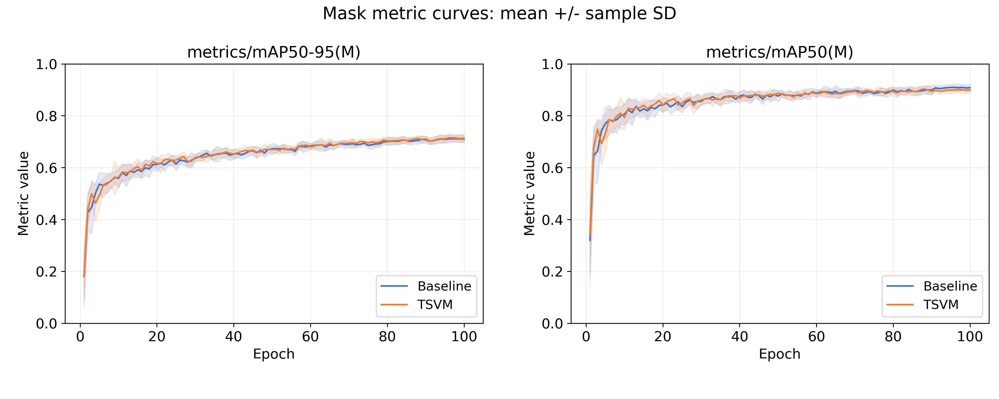 Mask metric curves: mean +/- sample SD
metrics/mAP50-95(M)
1.0
0.8
0.6
0.4
0.2
0.0
Metric value
0 20 40 60 80 100
Epoch
Baseline
TSVM
metrics/mAP50(M)
1.0
0.8
0.6
0.4
0.2
0.0
Metric value
0 20 40 60 80 100
Epoch
Baseline
TSVM